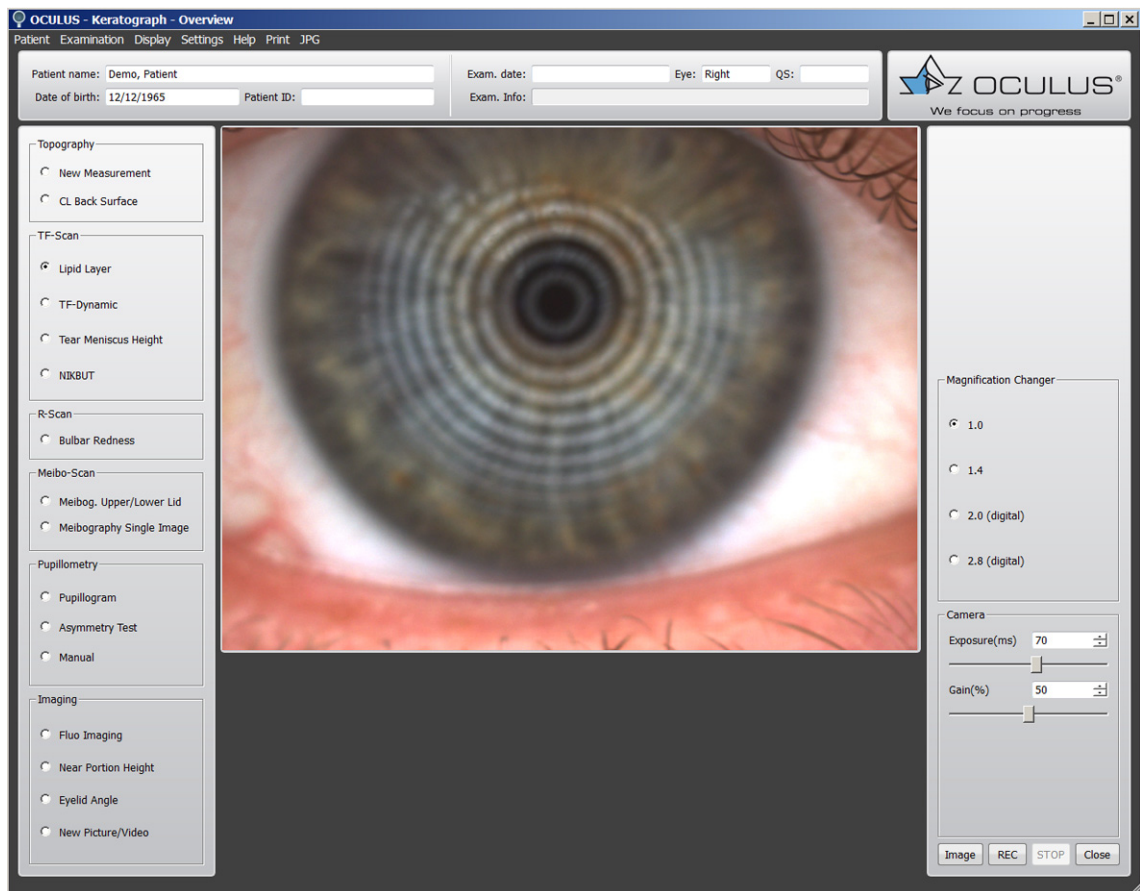 OCULUS - Keratograph - Overview
Patient Examination Display Settings Help Print JPG
Patient name: Demo, Patient
Date of birth: 12/12/1965 Patient ID:
Exam. date: Eye: Right QS:
Exam. Info:
OCULUS®
We focus on progress
Topography
New Measurement
CL Back Surface
TF-Scan
Lipid Layer
TF-Dynamic
Tear Meniscus Height
NIKBUT
R-Scan
Bulbar Redness
Meibo-Scan
Meibog. Upper/Lower Lid
Meibography Single Image
Pupillometry
Pupillogram
Asymmetry Test
Manual
Imaging
Fluo Imaging
Near Portion Height
Eyelid Angle
New Picture/Video
Magnification Changer
1.0
1.4
2.0 (digital)
2.8 (digital)
Camera
Exposure(ms) 70
Gain(%) 50
Image REC STOP Close